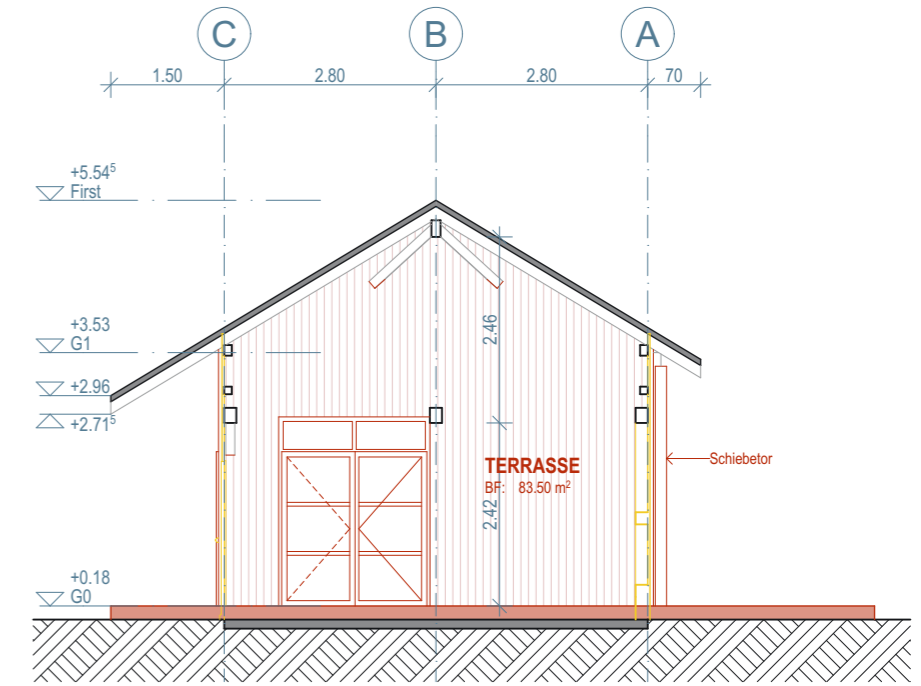 C B A
1.50 2.80 2.80 70
+5.54⁵
First
+3.53
G1
2.46
+2.96
+2.71⁵
TERRASSE
BF: 83.50 m²
Schiebetor
2.42
+0.18
G0